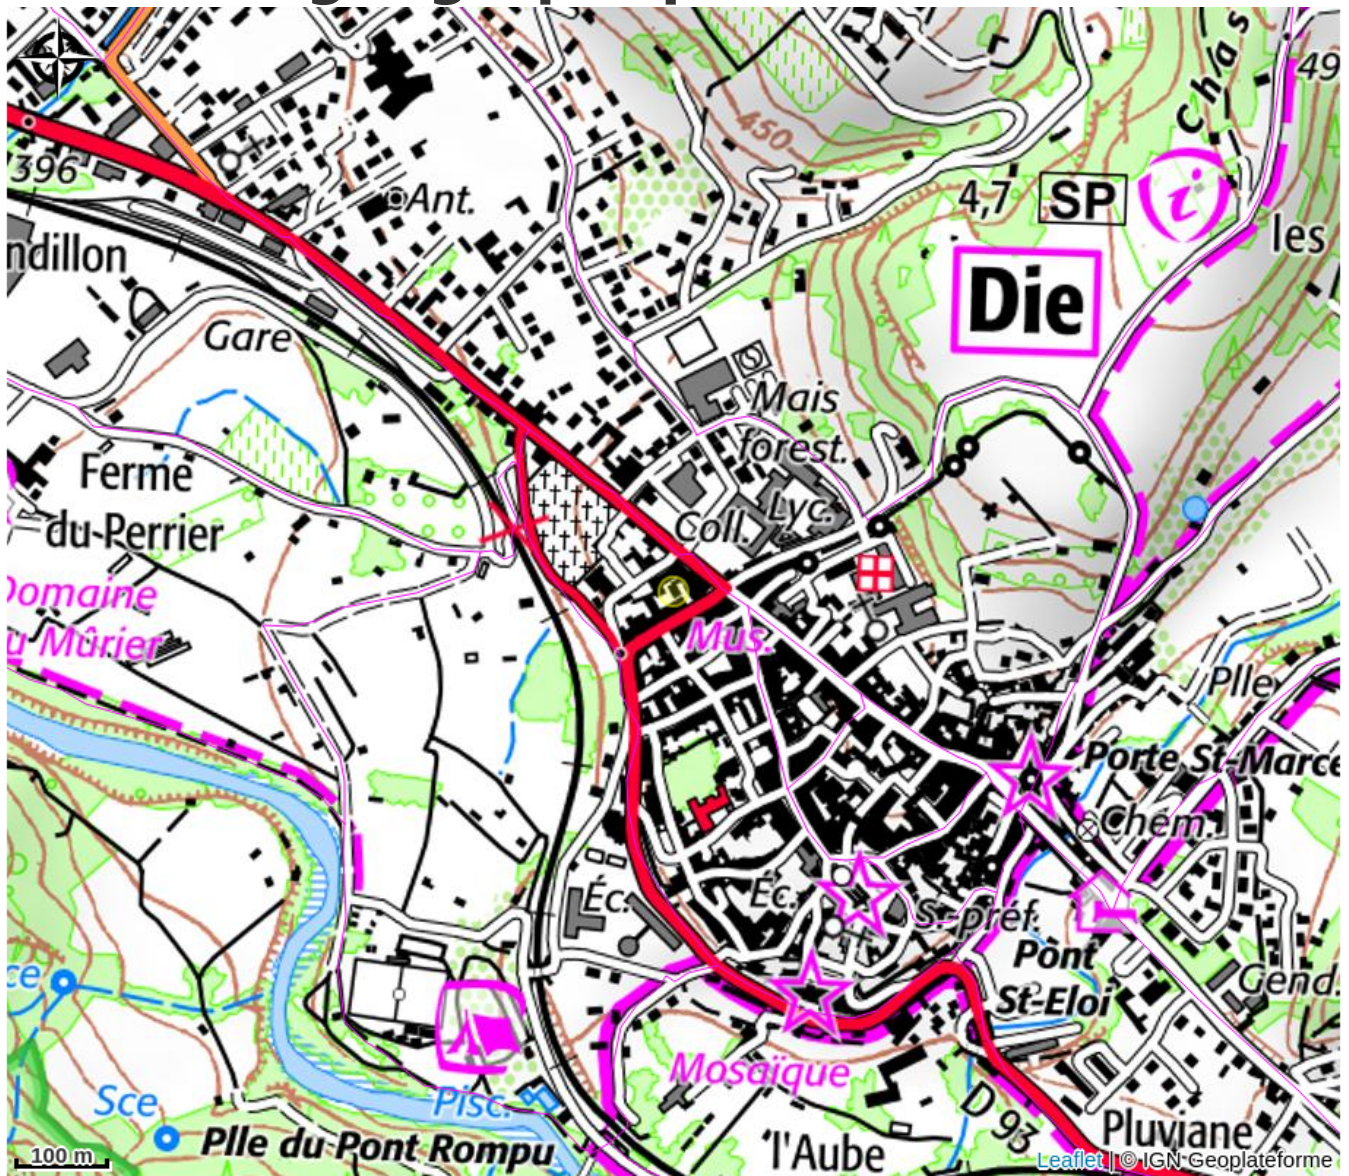 Châs
49
450
396
Ant.
4,7
SP
i
les
ndillon
Die
Gare
Mais
forest.
Ferme
du Perrier
Lyc.
Coll.
Domaine
u Mûrier
Mus.
Plle
Porte St-Marce
Chem.
Éc.
Éc.
S.-préf.
Pont
St-Eloi
Gend.
ce
Mosaïque
Sce
Pisc.
D 93
Pluviane
Plle du Pont Rompu
l'Aube
100 m
Leaflet | © IGN Geoplateforme